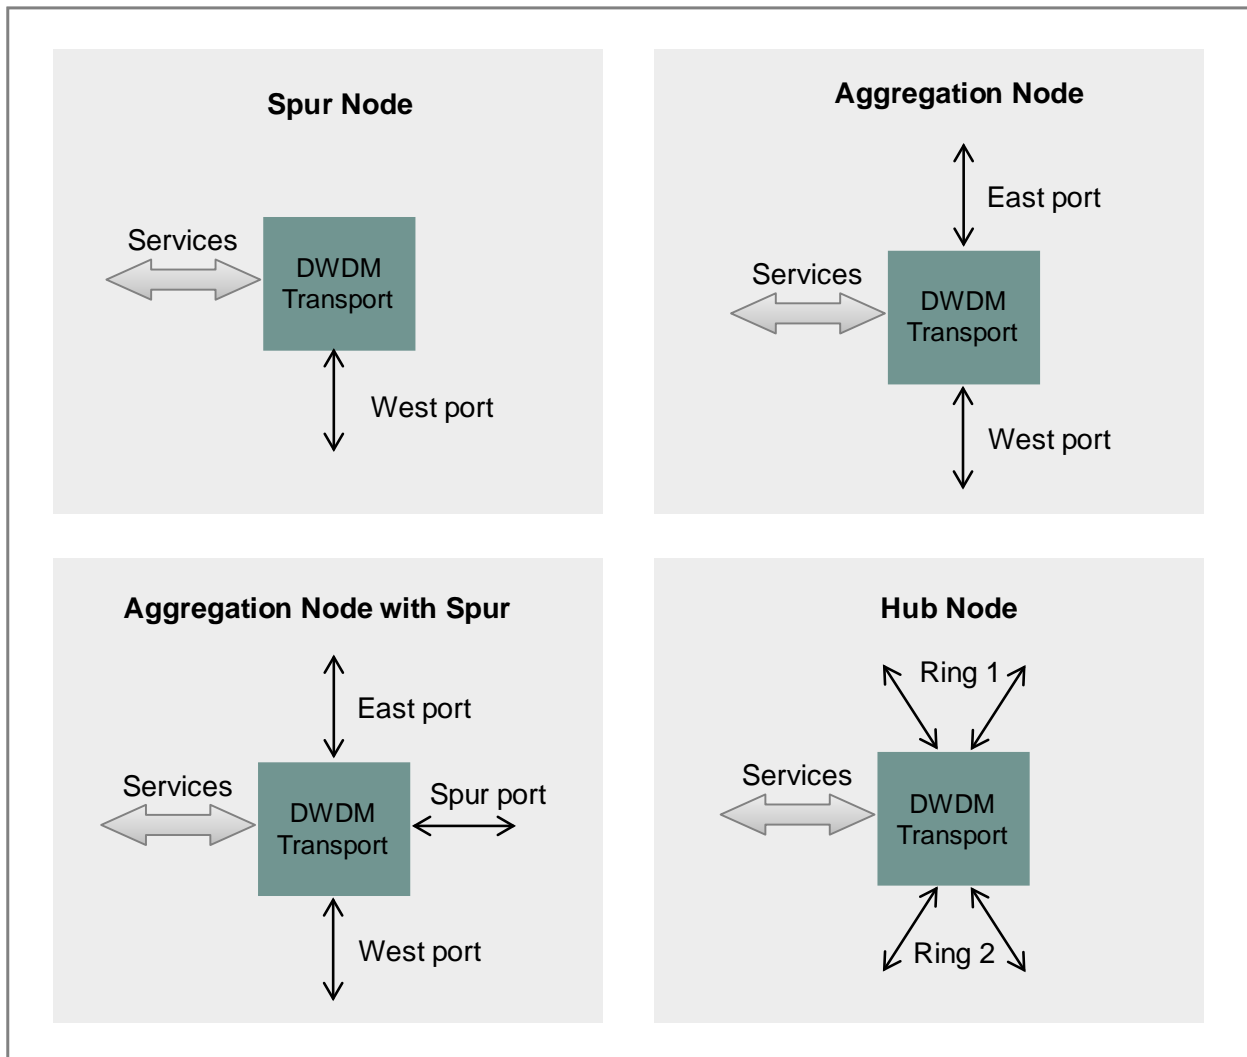 Spur Node
Services
DWDM
Transport
West port
Aggregation Node
East port
Services
DWDM
Transport
West port
Aggregation Node with Spur
East port
Services
Spur port
DWDM
Transport
West port
Hub Node
Ring 1
Services
DWDM
Transport
Ring 2